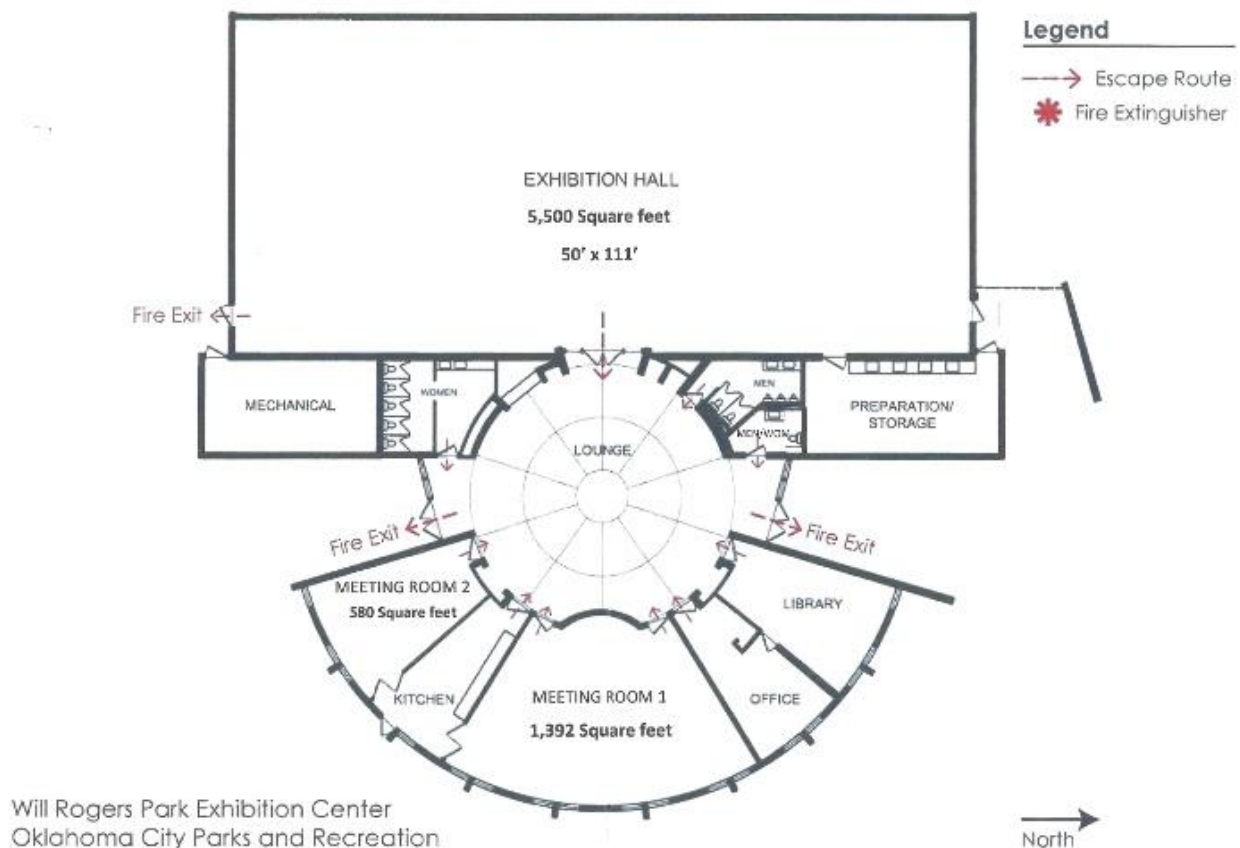 Legend
Escape Route
Fire Extinguisher
EXHIBITION HALL
5,500 Square feet
50' x 111'
Fire Exit
MECHANICAL
WOMEN
MEN
PREPARATION/
STORAGE
MEN/WOM
LOUNGE
Fire Exit
Fire Exit
MEETING ROOM 2
580 Square feet
LIBRARY
KITCHEN
MEETING ROOM 1
1,392 Square feet
OFFICE
Will Rogers Park Exhibition Center
Oklahoma City Parks and Recreation
North